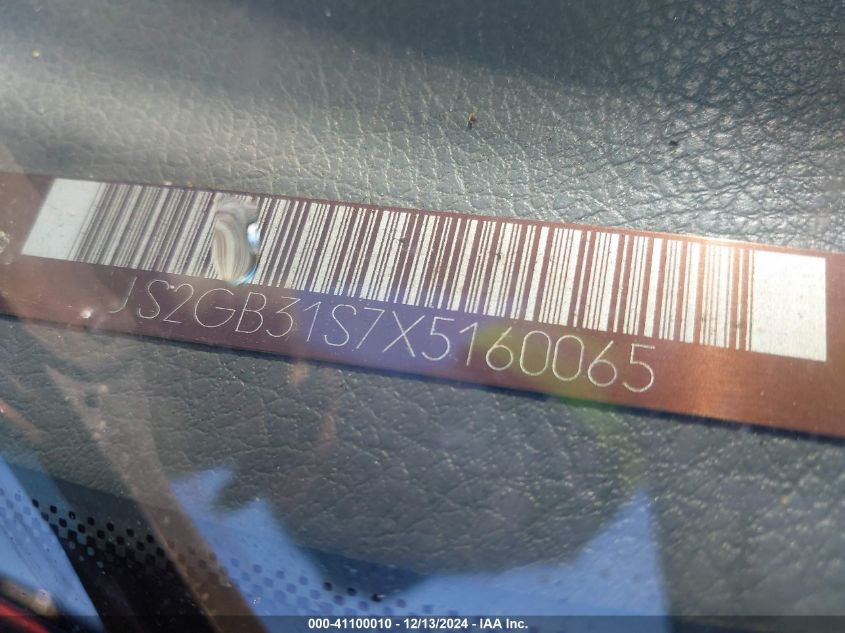 JS2GB31S7X5160065
000-41100010 - 12/13/2024 - IAA Inc.